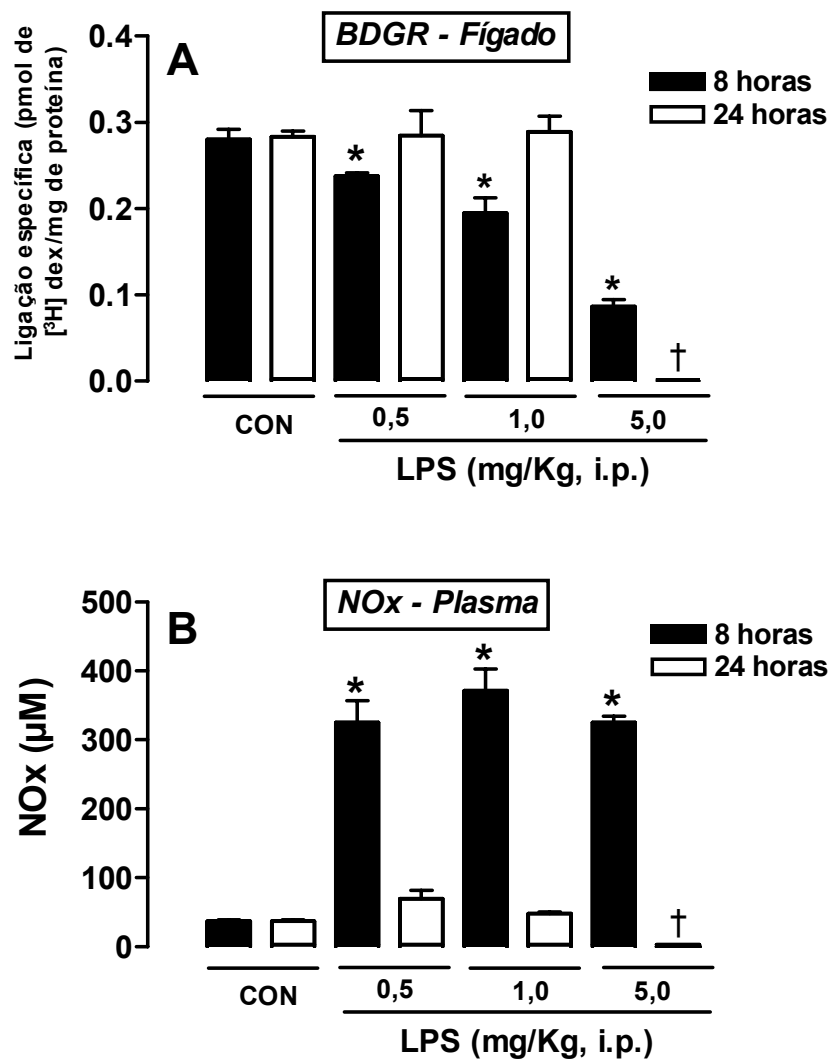 BDGR - Fígado
A
8 horas
24 horas
Ligação específica (pmol de
[³H] dex/mg de proteína)
0.4
0.3
0.2
0.1
0.0
*
*
*
†
CON
0,5
1,0
5,0
LPS (mg/Kg, i.p.)
NOx - Plasma
B
8 horas
24 horas
NOx (µM)
500
400
300
200
100
0
*
*
*
†
CON
0,5
1,0
5,0
LPS (mg/Kg, i.p.)